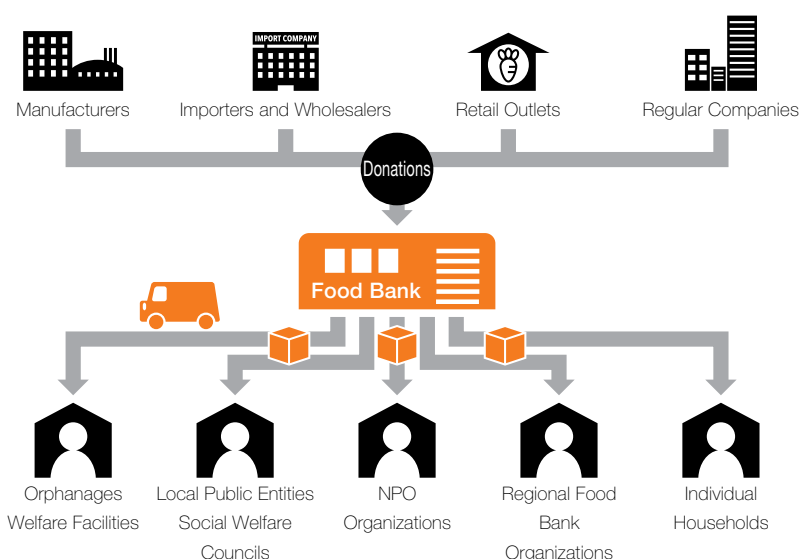 IMPORT COMPANY
Manufacturers
Importers and Wholesalers
Retail Outlets
Regular Companies
Donations
Food Bank
Orphanages
Welfare Facilities
Local Public Entities
Social Welfare
Councils
NPO
Organizations
Regional Food
Bank
Organizations
Individual
Households